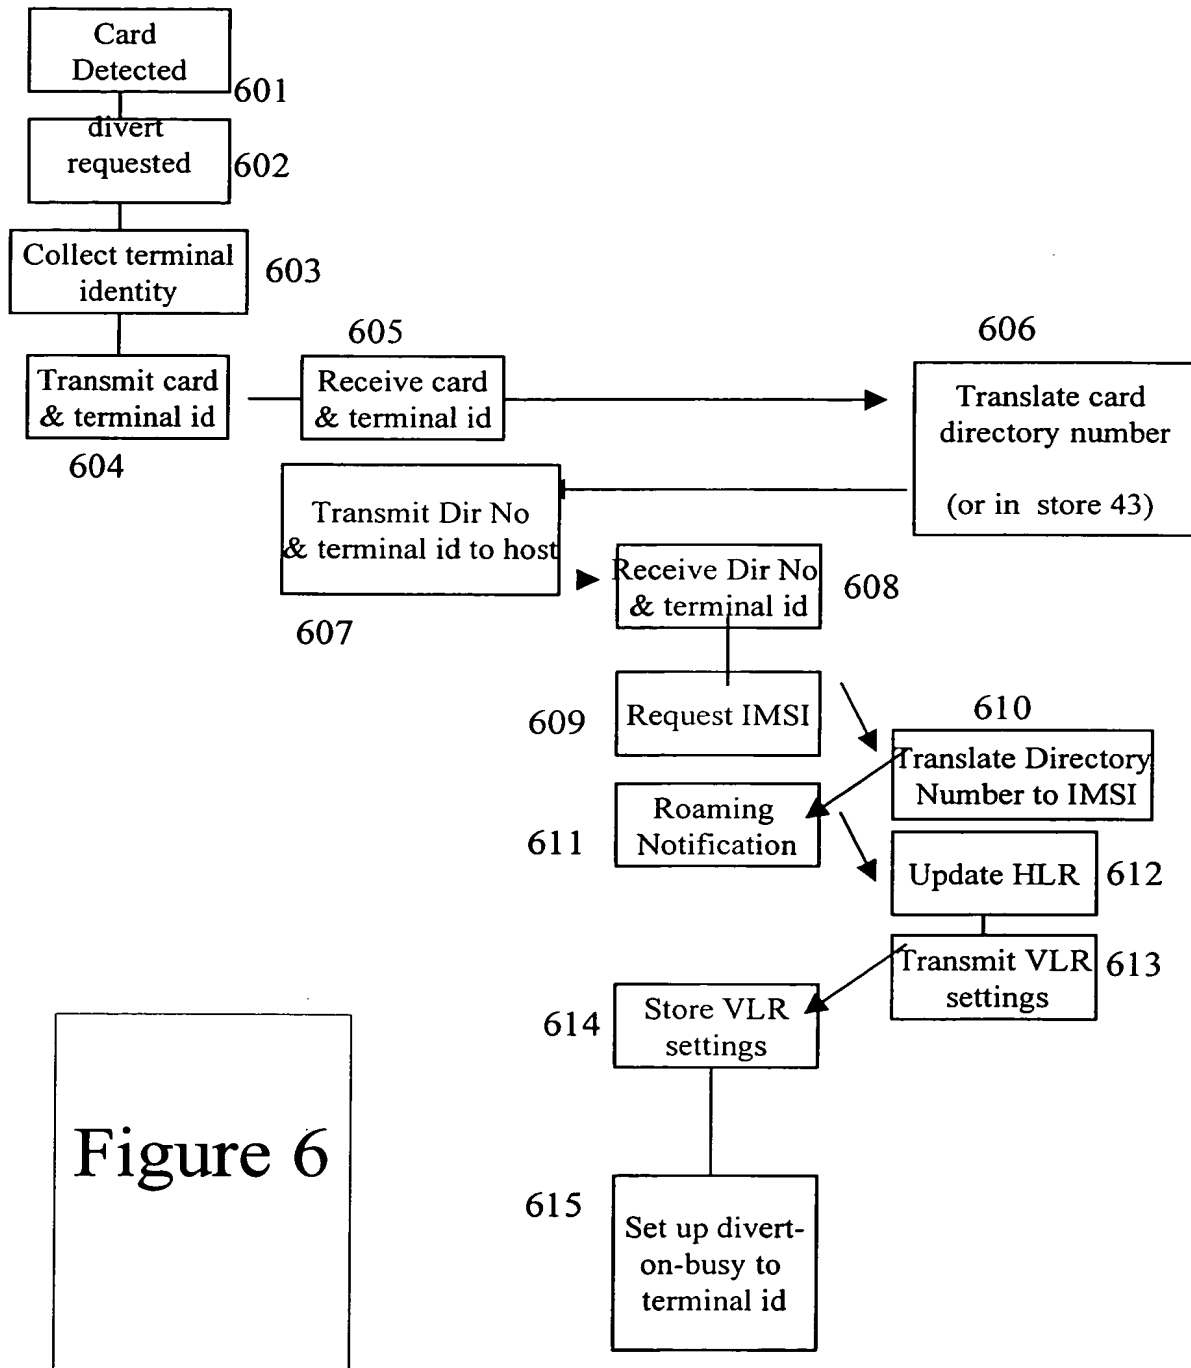 Card
Detected
601
divert
requested
602
Collect terminal
identity
603
Transmit card
& terminal id
604
605
Receive card
& terminal id
606
Translate card
directory number
(or in store 43)
Transmit Dir No
& terminal id to host
607
Receive Dir No
& terminal id
608
609
Request IMSI
610
Translate Directory
Number to IMSI
611
Roaming
Notification
Update HLR
612
Transmit VLR
settings
613
614
Store VLR
settings
615
Set up divert-
on-busy to
terminal id
Figure 6